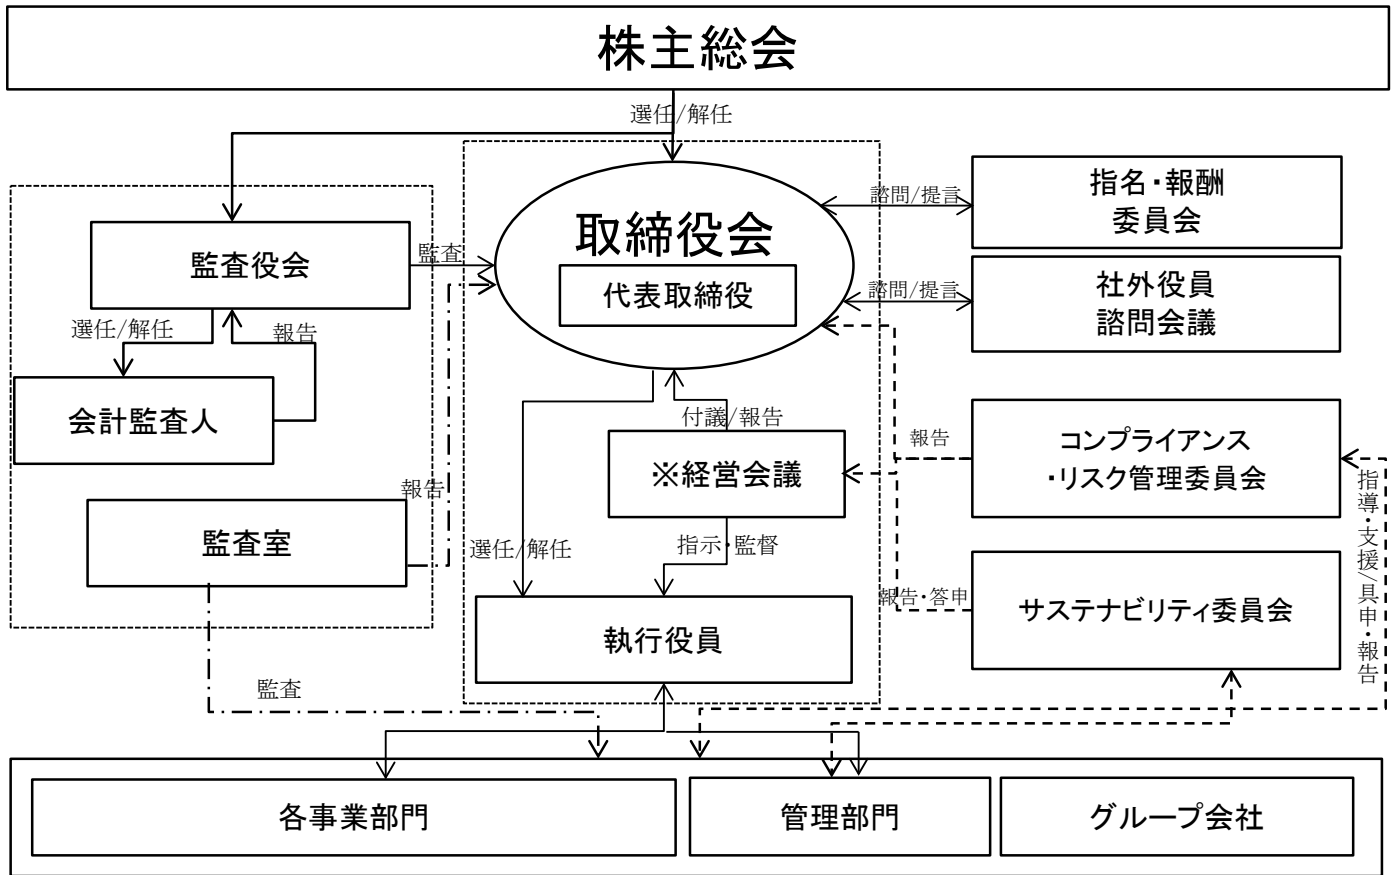 株主総会
選任/解任
取締役会
代表取締役
諮問/提言
指名・報酬
委員会
監査役会
監査
諮問/提言
社外役員
諮問会議
選任/解任
報告
会計監査人
付議/報告
※経営会議
報告
コンプライアンス
・リスク管理委員会
監査室
報告
選任/解任
指示・監督
執行役員
報告・答申
サステナビリティ委員会
指導・支援/具申・報告
監査
各事業部門
管理部門
グループ会社